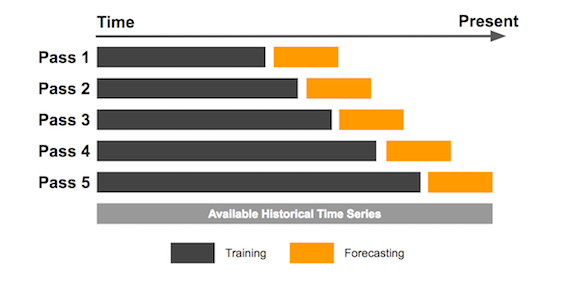 Time Present
Pass 1
Pass 2
Pass 3
Pass 4
Pass 5
Available Historical Time Series
Training Forecasting